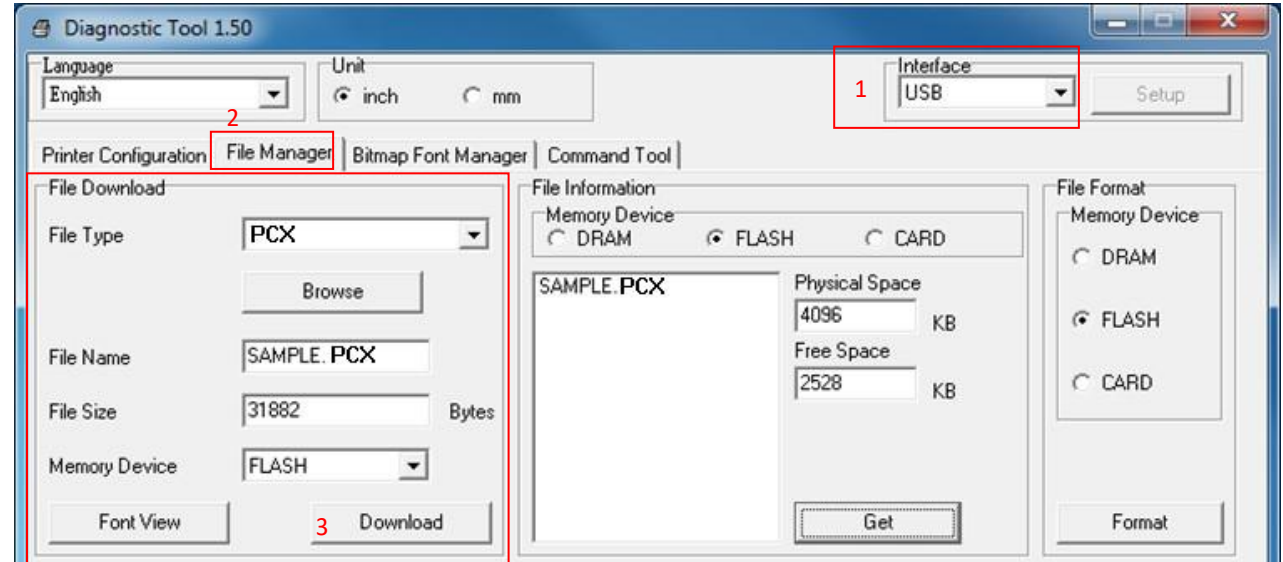 Diagnostic Tool 1.50
Language
English
Unit
inch
mm
1
Interface
USB
Setup
2
Printer Configuration
File Manager
Bitmap Font Manager
Command Tool
File Download
File Type
PCX
Browse
File Name
SAMPLE. PCX
File Size
31882
Bytes
Memory Device
FLASH
Font View
3
Download
File Information
Memory Device
DRAM
FLASH
CARD
SAMPLE.PCX
Physical Space
4096
KB
Free Space
2528
KB
Get
File Format
Memory Device
DRAM
FLASH
CARD
Format